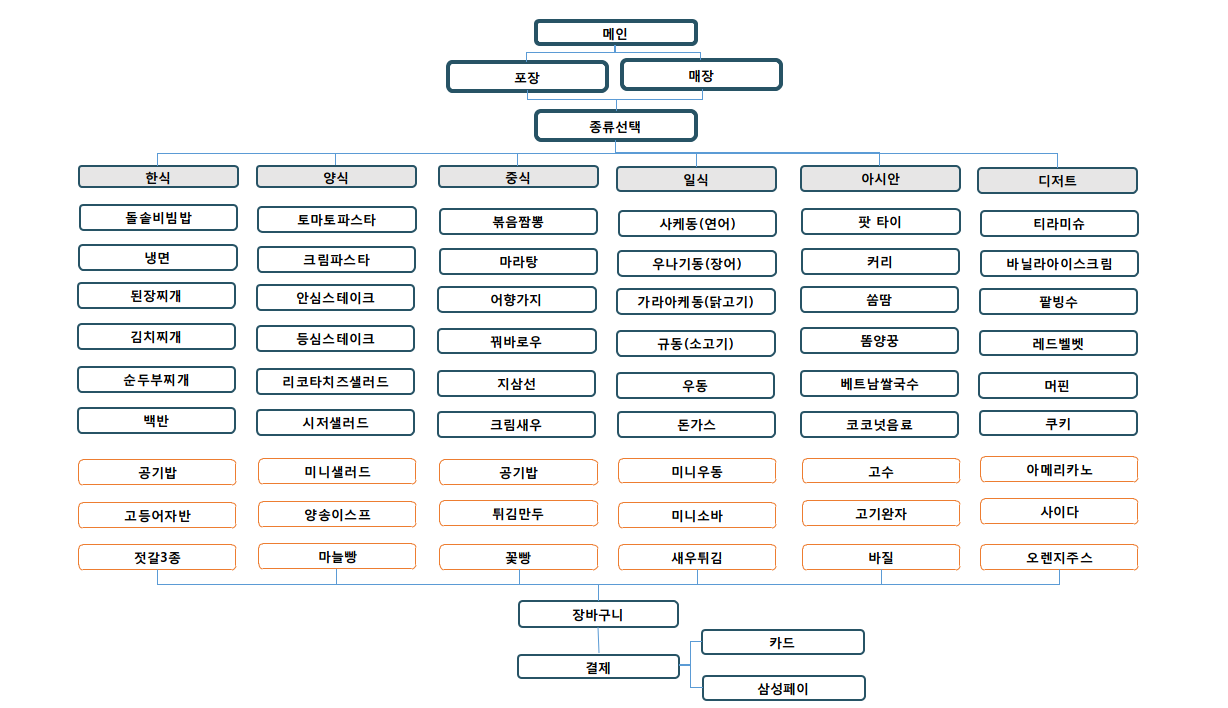 메인
포장
매장
종류선택
한식
양식
중식
일식
아시안
디저트
돌솥비빔밥
토마토파스타
볶음짬뽕
사케동(연어)
팟 타이
티라미슈
냉면
크림파스타
마라탕
우나기동(장어)
커리
바닐라아이스크림
된장찌개
안심스테이크
어향가지
가라아케동(닭고기)
쏨땀
팥빙수
김치찌개
등심스테이크
꿔바로우
규동(소고기)
똠양꿍
레드벨벳
순두부찌개
리코타치즈샐러드
지삼선
우동
베트남쌀국수
머핀
백반
시저샐러드
크림새우
돈가스
코코넛음료
쿠키
공기밥
미니샐러드
공기밥
미니우동
고수
아메리카노
고등어자반
양송이스프
튀김만두
미니소바
고기완자
사이다
젓갈3종
마늘빵
꽃빵
새우튀김
바질
오렌지주스
장바구니
결제
카드
삼성페이